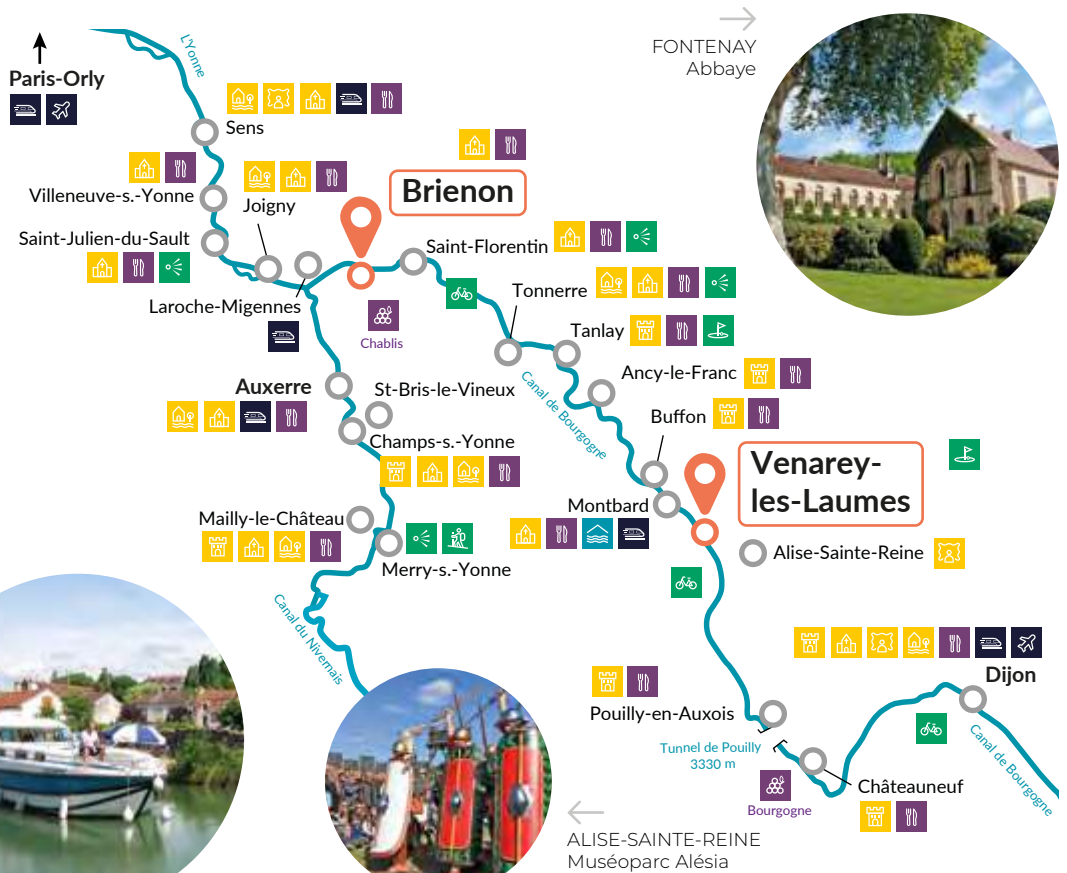 FONTENAY
Abbaye
L'Yonne
Paris-Orly
Sens
Villeneuve-s.-Yonne
Joigny
Brienon
Saint-Julien-du-Sault
Saint-Florentin
Laroche-Migennes
Chablis
Tonnerre
Tanlay
Ancy-le-Franc
Auxerre
St-Bris-le-Vineux
Canal de Bourgogne
Buffon
Champs-s.-Yonne
Venarey-
les-Laumes
Montbard
Mailly-le-Château
Alise-Sainte-Reine
Merry-s.-Yonne
Canal du Nivernais
Dijon
Pouilly-en-Auxois
Tunnel de Pouilly
3330 m
Canal de Bourgogne
Châteauneuf
Bourgogne
ALISE-SAINTE-REINE
Muséoparc Alésia